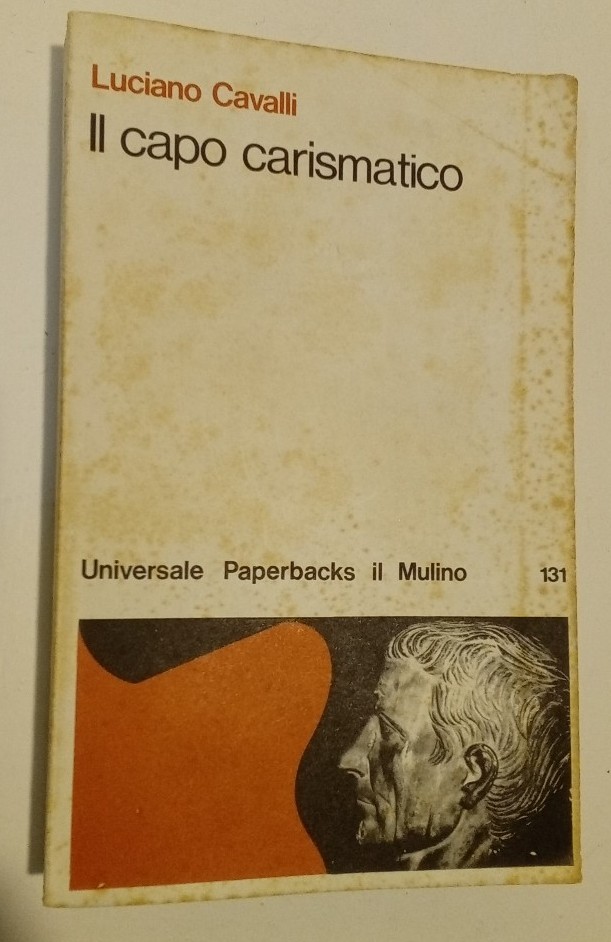 Luciano Cavalli
Il capo carismatico
Universale Paperbacks il Mulino 131